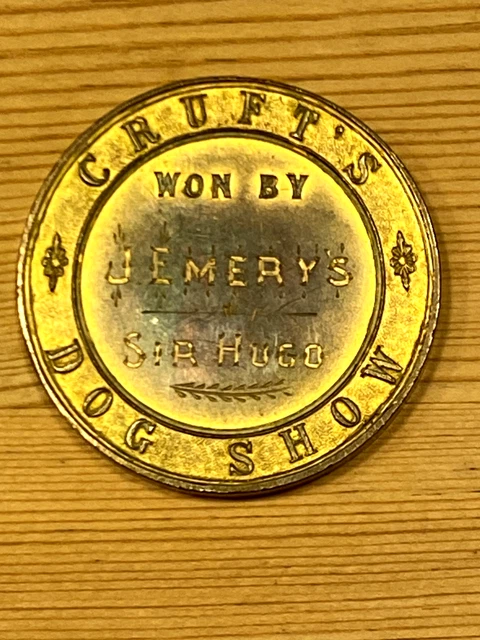 CRUFT'S
WON BY
J EMERY'S
SIR HUGO
DOG SHOW